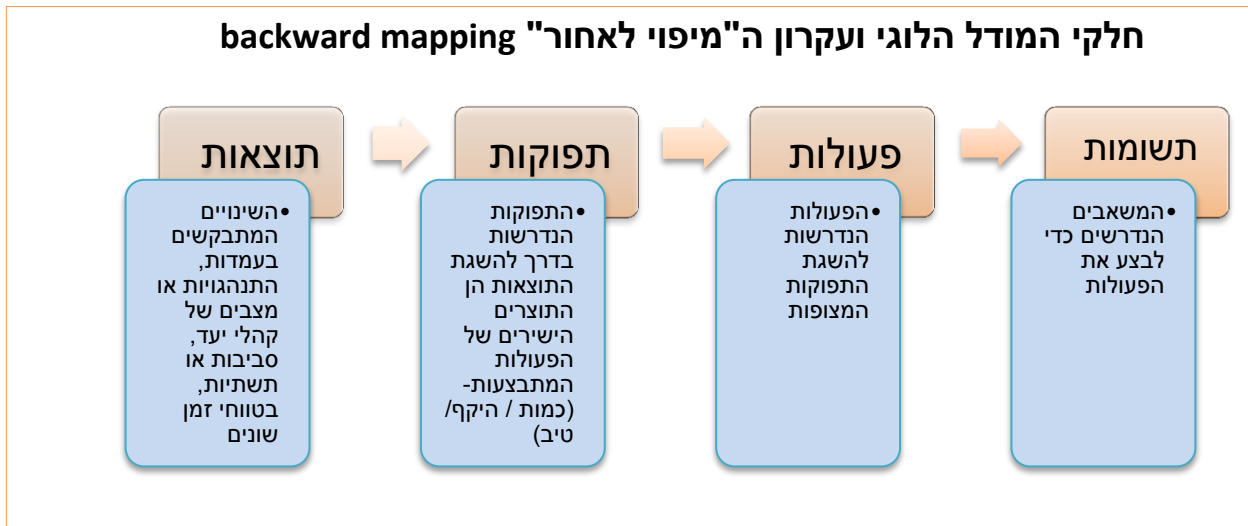 חלקי המודל הלוגי ועקרון ה"מיפוי לאחור" backward mapping
תשומות
•המשאבים
הנדרשים כדי
לבצע את
הפעולות
פעולות
•הפעולות
הנדרשות
להשגת
התפוקות
המצופות
תפוקות
•התפוקות
הנדרשות
בדרך להשגת
התוצאות הן
התוצרים
הישירים של
הפעולות
המתבצעות-
(כמות / היקף/
טיב)
תוצאות
•השינויים
המתבקשים
בעמדות,
התנהגויות או
מצבים של
קהלי יעד,
סביבות או
תשתיות,
בטווחי זמן
שונים